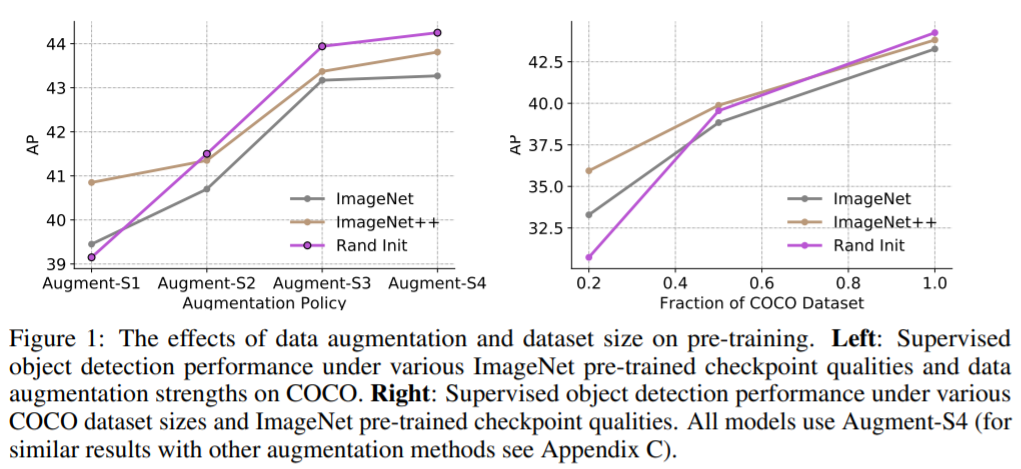 44
43
42
41
40
39
AP
Augment-S1 Augment-S2 Augment-S3 Augment-S4
Augmentation Policy
ImageNet
ImageNet++
Rand Init
42.5
40.0
37.5
35.0
32.5
AP
0.2 0.4 0.6 0.8 1.0
Fraction of COCO Dataset
ImageNet
ImageNet++
Rand Init
Figure 1: The effects of data augmentation and dataset size on pre-training. Left: Supervised
object detection performance under various ImageNet pre-trained checkpoint qualities and data
augmentation strengths on COCO. Right: Supervised object detection performance under various
COCO dataset sizes and ImageNet pre-trained checkpoint qualities. All models use Augment-S4 (for
similar results with other augmentation methods see Appendix C).